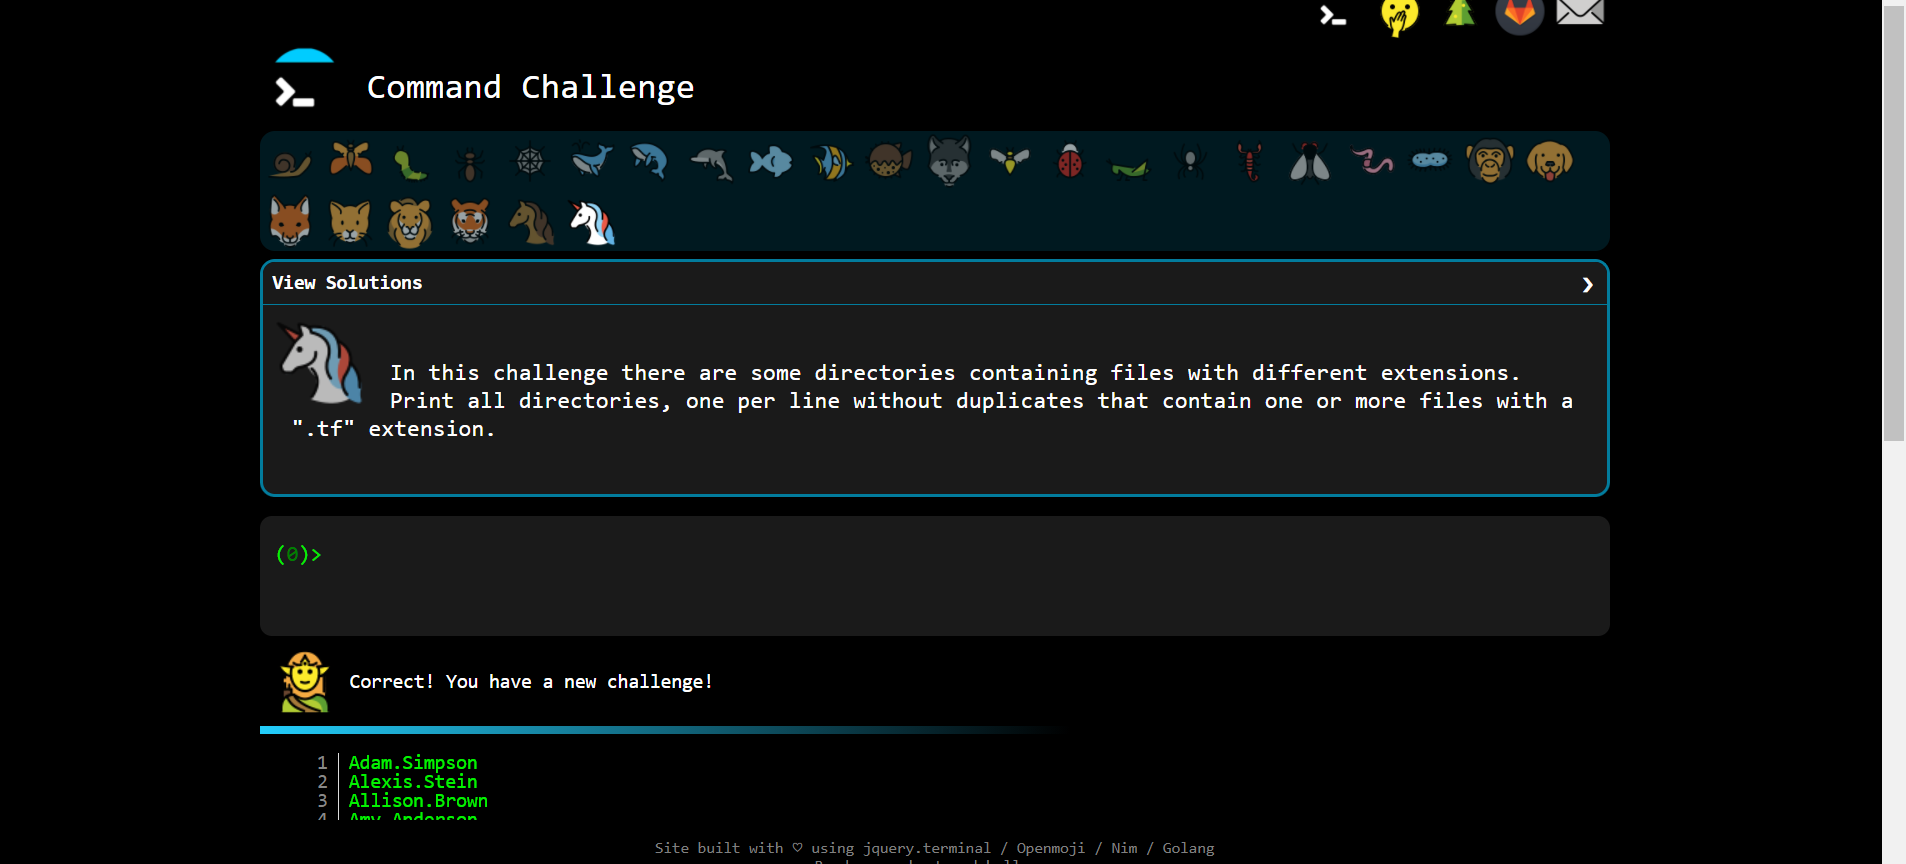 Command Challenge
View Solutions
In this challenge there are some directories containing files with different extensions.
Print all directories, one per line without duplicates that contain one or more files with a
".tf" extension.
(0)>
Correct! You have a new challenge!
1 Adam.Simpson
2 Alexis.Stein
3 Allison.Brown
4 Amy.Anderson
Site built with ♡ using jquery.terminal / Openmoji / Nim / Golang